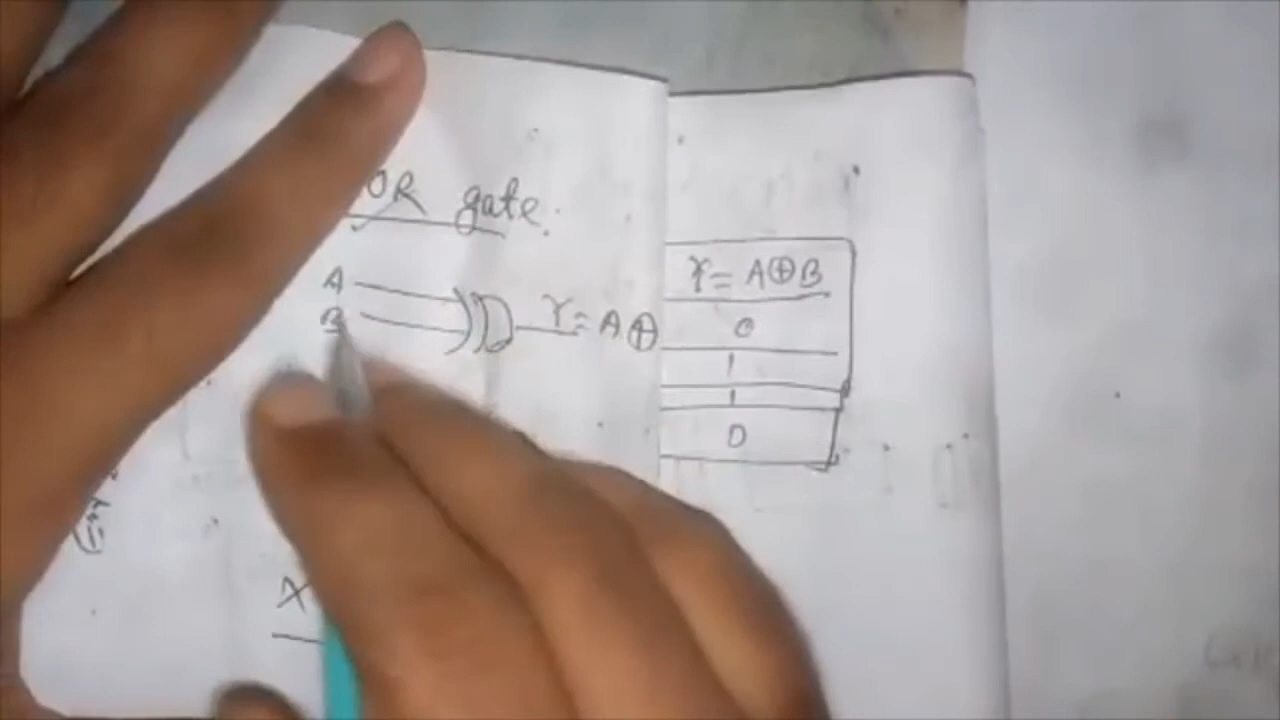 OR gate.
A
B
Y = A ⊕
Y = A ⊕ B
0
1
1
0
X